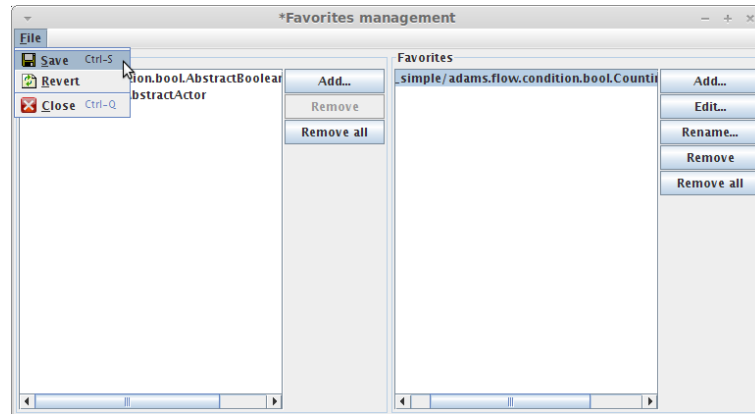 *Favorites management
File
Save Ctrl-S
Revert
Close Ctrl-Q
ion.bool.AbstractBoolear
bstractActor
Add...
Remove
Remove all
Favorites
_simple/adams.flow.condition.bool.Countin
Add...
Edit...
Rename...
Remove
Remove all